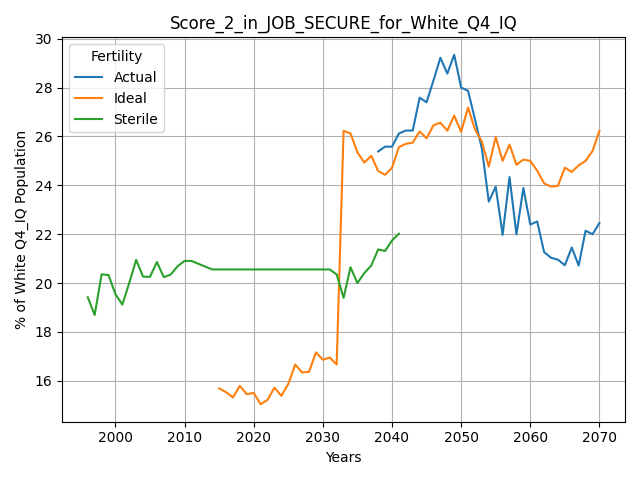 Score_2_in_JOB_SECURE_for_White_Q4_IQ
30
28
26
24
22
20
18
16
% of White Q4_IQ Population
Fertility
Actual
Ideal
Sterile
2000
2010
2020
2030
2040
2050
2060
2070
Years